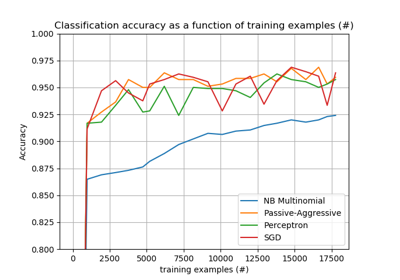 Classification accuracy as a function of training examples (#)
1.000
0.975
0.950
0.925
0.900
0.875
0.850
0.825
0.800
Accuracy
0 2500 5000 7500 10000 12500 15000 17500
training examples (#)
NB Multinomial
Passive-Aggressive
Perceptron
SGD